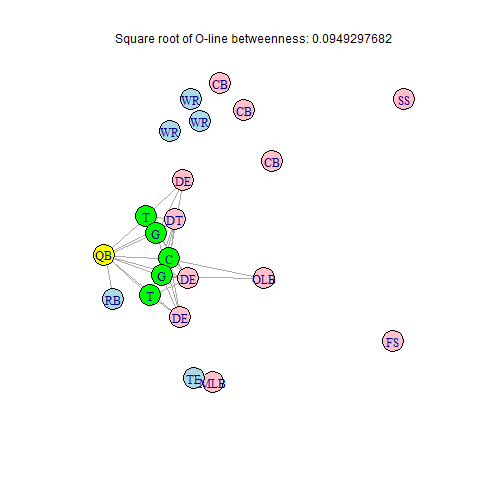 Square root of O-line betweenness: 0.0949297682
CB
WR
SS
CB
WR
WR
CB
DE
T
DT
G
QB
C
G
DE
OLB
T
RB
DE
FS
TE
MLB